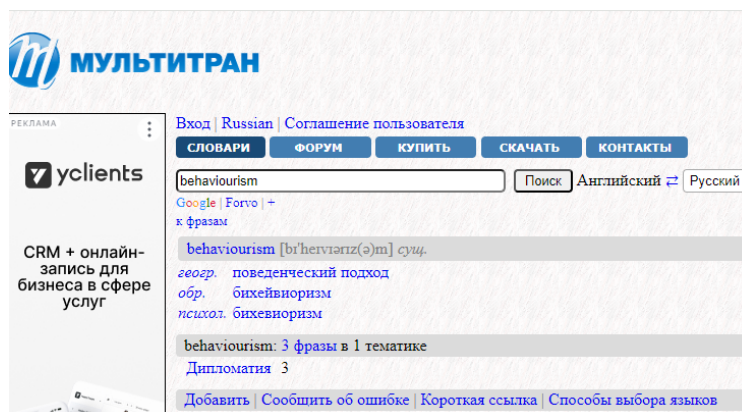 МУЛЬТИТРАН
РЕКЛАМА
yclients
CRM + онлайн-
запись для
бизнеса в сфере
услуг
Вход | Russian | Соглашение пользователя
СЛОВАРИ ФОРУМ КУПИТЬ СКАЧАТЬ КОНТАКТЫ
behaviourism Поиск Английский ⇄ Русский
Google | Forvo | +
к фразам
behaviourism [bɪ'heɪvɪərɪz(ə)m] сущ.
геогр. поведенческий подход
обр. бихейвиоризм
психол. бихевиоризм
behaviourism: 3 фразы в 1 тематике
Дипломатия 3
Добавить | Сообщить об ошибке | Короткая ссылка | Способы выбора языков